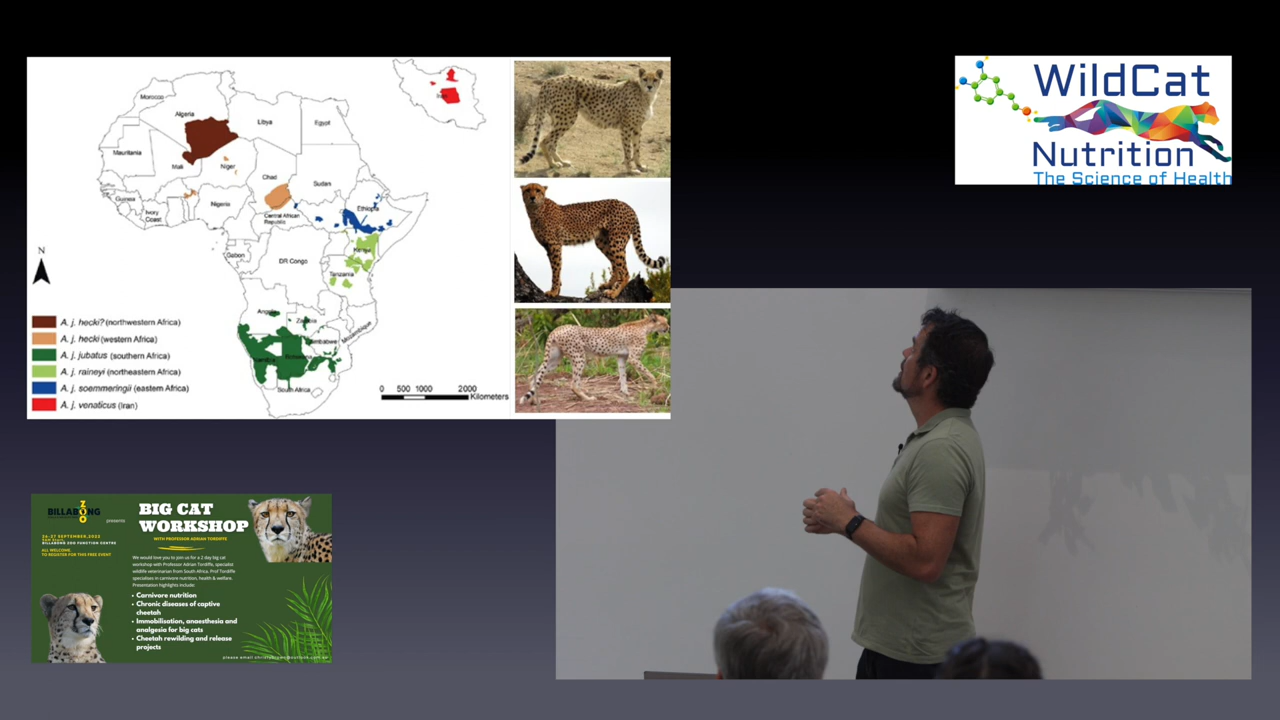 Morocco
Algeria
Libya
Egypt
Mauritania
Mali
Niger
Chad
Sudan
Guinea
Ivory
Coast
Nigeria
Central African
Republic
Ethiopia
Gabon
DR Congo
Kenya
Tanzania
Angola
Zambia
Mozambique
Zimbabwe
Namibia
Botswana
South Africa
Iran
N
A. j. hecki? (northwestern Africa)
A. j. hecki (western Africa)
A. j. jubatus (southern Africa)
A. j. raineyi (northeastern Africa)
A. j. soemmeringii (eastern Africa)
A. j. venaticus (Iran)
0 500 1000 2000
Kilometers
WildCat
Nutrition
The Science of Health
BILLABONG
ZOO
presents
BIG CAT
WORKSHOP
WITH PROFESSOR ADRIAN TORDIFFE
BILLABONG ZOO FUNCTION CENTRE
ALL WELCOME.
TO REGISTER FOR THIS FREE EVENT
We would love you to join us for a 2 day big cat
workshop with Professor Adrian Tordiffe, specialist
wildlife veterinarian from South Africa. Prof Tordiffe
specialises in carnivore nutrition, health & welfare.
Presentation highlights include:
• Carnivore nutrition
• Chronic diseases of captive
cheetah
• Immobilisation, anaesthesia and
analgesia for big cats
• Cheetah rewilding and release
projects